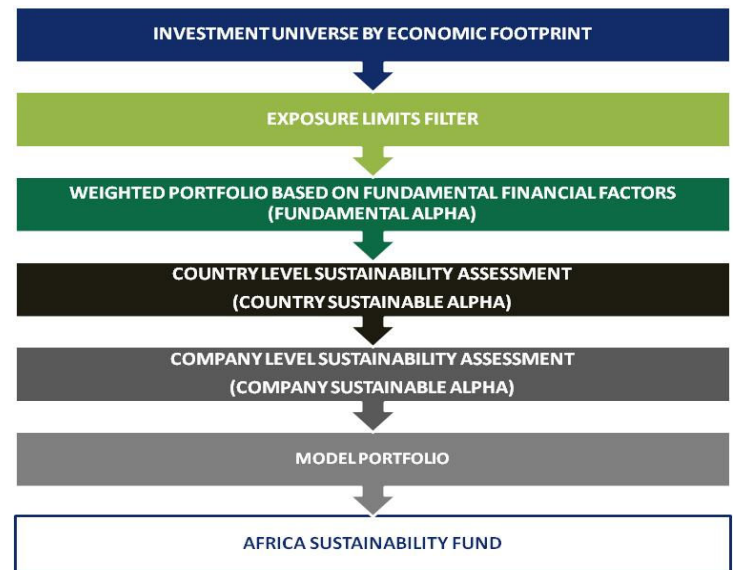 INVESTMENT UNIVERSE BY ECONOMIC FOOTPRINT
EXPOSURE LIMITS FILTER
WEIGHTED PORTFOLIO BASED ON FUNDAMENTAL FINANCIAL FACTORS
(FUNDAMENTAL ALPHA)
COUNTRY LEVEL SUSTAINABILITY ASSESSMENT
(COUNTRY SUSTAINABLE ALPHA)
COMPANY LEVEL SUSTAINABILITY ASSESSMENT
(COMPANY SUSTAINABLE ALPHA)
MODEL PORTFOLIO
AFRICA SUSTAINABILITY FUND